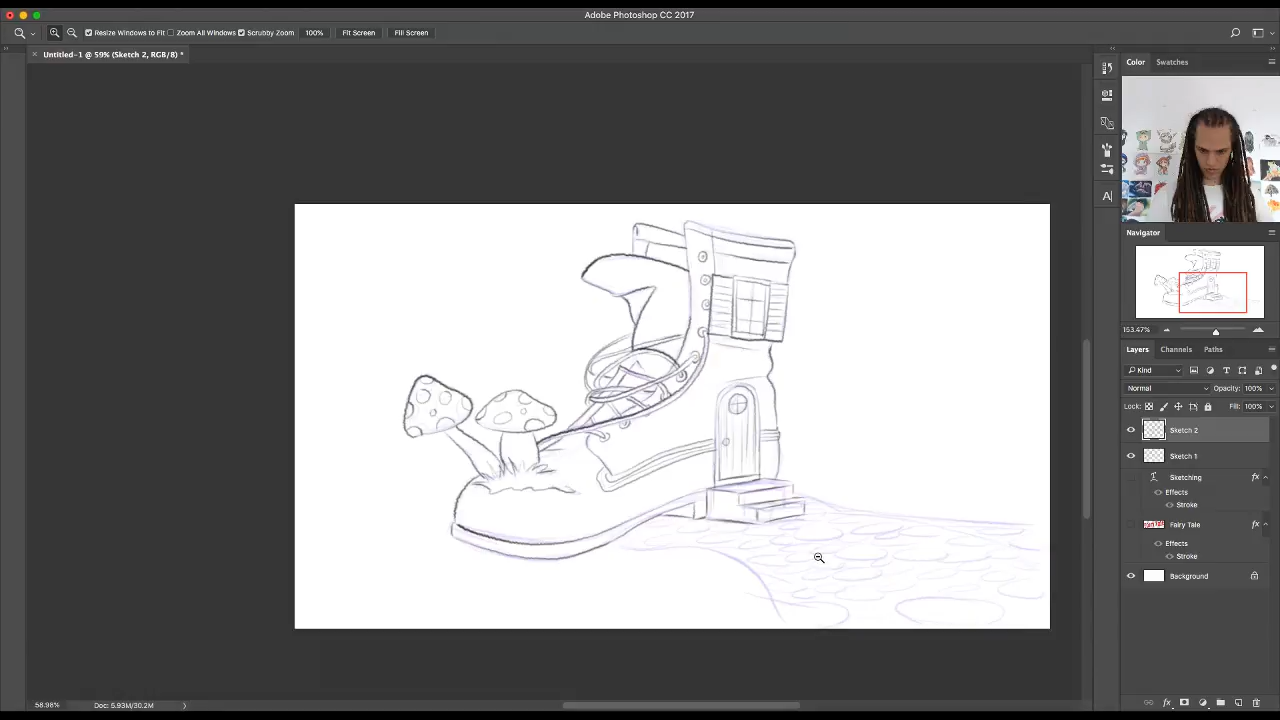 Adobe Photoshop CC 2017
Resize Windows to Fit Zoom All Windows Scrubby Zoom 100% Fit Screen Fill Screen
Untitled-1 @ 59% (Sketch 2, RGB/8) *
Color Swatches
Navigator
153.47%
Layers Channels Paths
Kind
Normal Opacity: 100%
Lock: Fill: 100%
Sketch 2
Sketch 1
Sketching fx
Effects
Stroke
Fairy Tale fx
Effects
Stroke
Background
58.98% Doc: 5.93M/30.2M